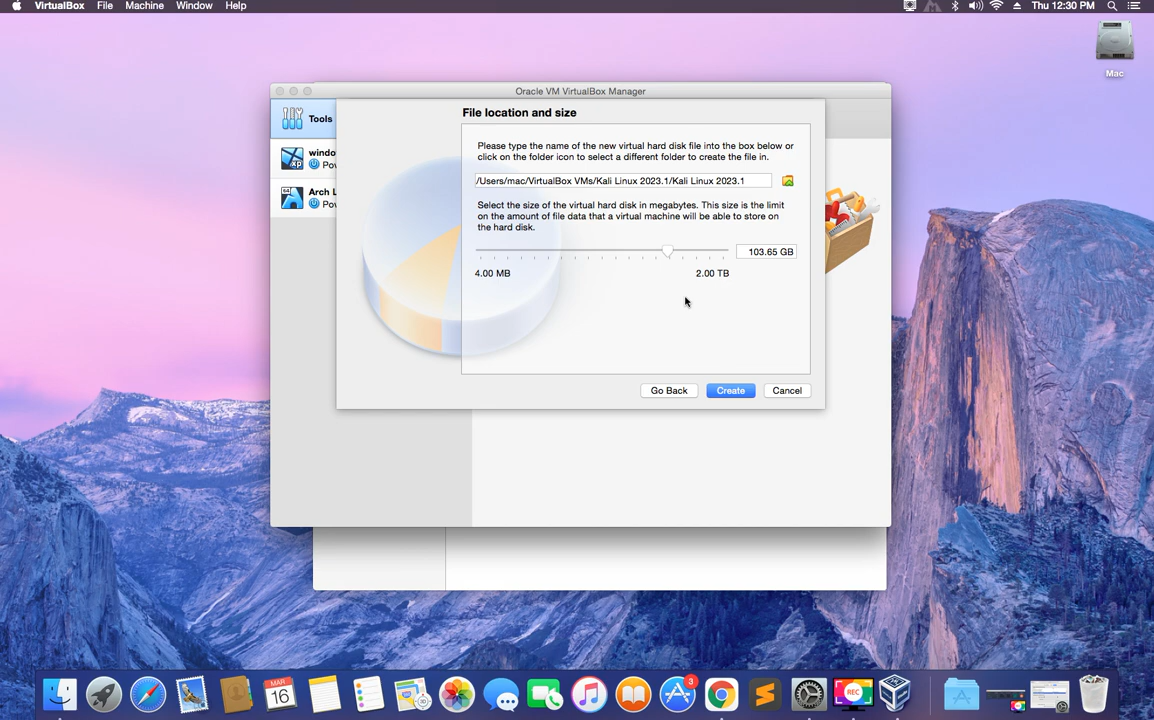 VirtualBox File Machine Window Help
Thu 12:30 PM
Mac
Oracle VM VirtualBox Manager
Tools
windo
Pow
Arch L
Pow
File location and size
Please type the name of the new virtual hard disk file into the box below or
click on the folder icon to select a different folder to create the file in.
/Users/mac/VirtualBox VMs/Kali Linux 2023.1/Kali Linux 2023.1
Select the size of the virtual hard disk in megabytes. This size is the limit
on the amount of file data that a virtual machine will be able to store on
the hard disk.
103.65 GB
4.00 MB 2.00 TB
Go Back Create Cancel
MAR
16
3
REC